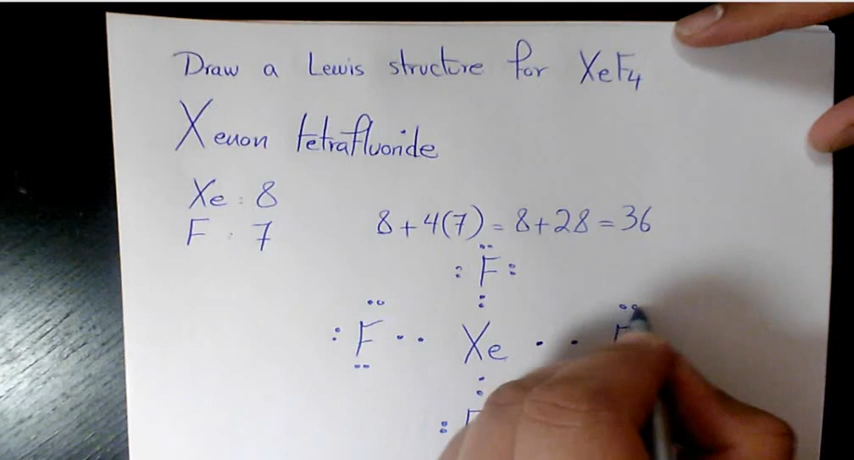 Draw a Lewis structure for XeF₄
Xenon tetrafluoride
Xe : 8
F : 7
8+4(7) = 8+28 = 36
F
F Xe